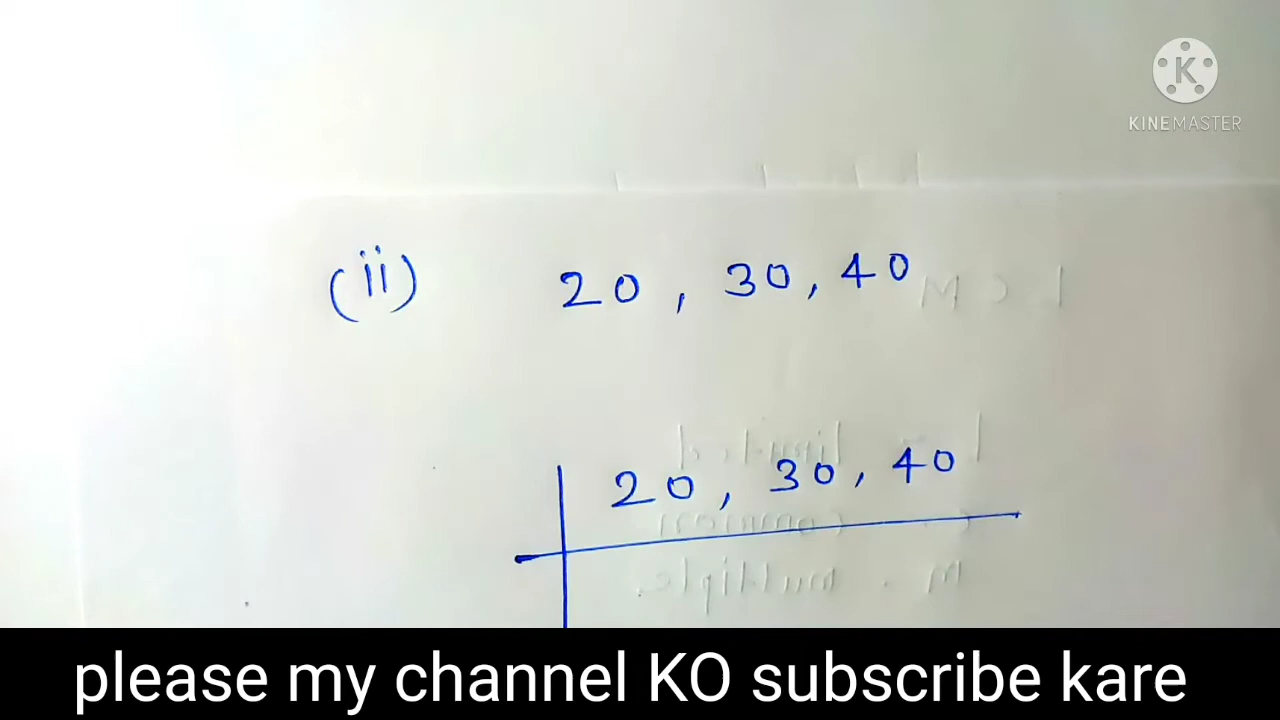 KINEMASTER
(ii) 20 , 30 , 40
20 , 30 , 40
please my channel KO subscribe kare